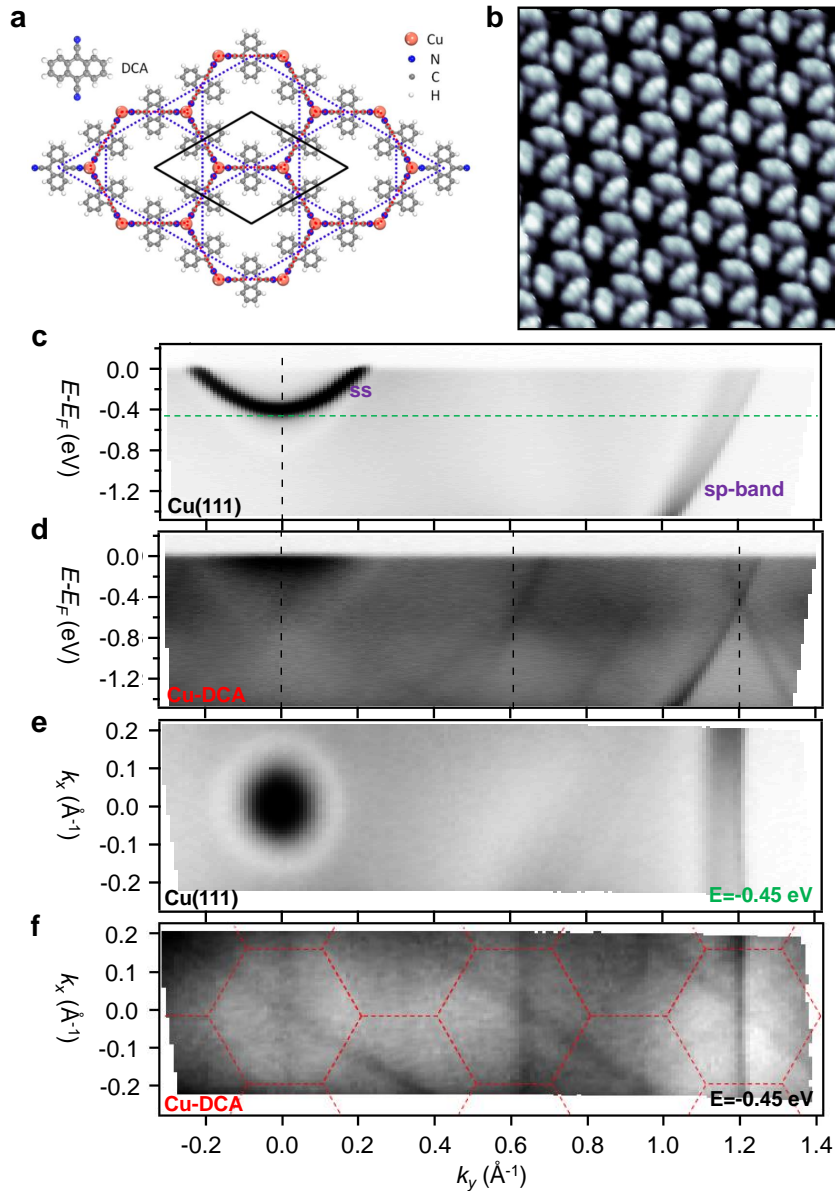 a
DCA
Cu
N
C
H
b
c
E-E_F (eV)
0.0
-0.4
-0.8
-1.2
ss
sp-band
Cu(111)
d
E-E_F (eV)
0.0
-0.4
-0.8
-1.2
Cu-DCA
e
k_x (Å⁻¹)
0.2
0.1
0.0
-0.1
-0.2
Cu(111)
E=-0.45 eV
f
k_x (Å⁻¹)
0.2
0.1
0.0
-0.1
-0.2
Cu-DCA
E=-0.45 eV
-0.2 0.0 0.2 0.4 0.6 0.8 1.0 1.2 1.4
k_y (Å⁻¹)